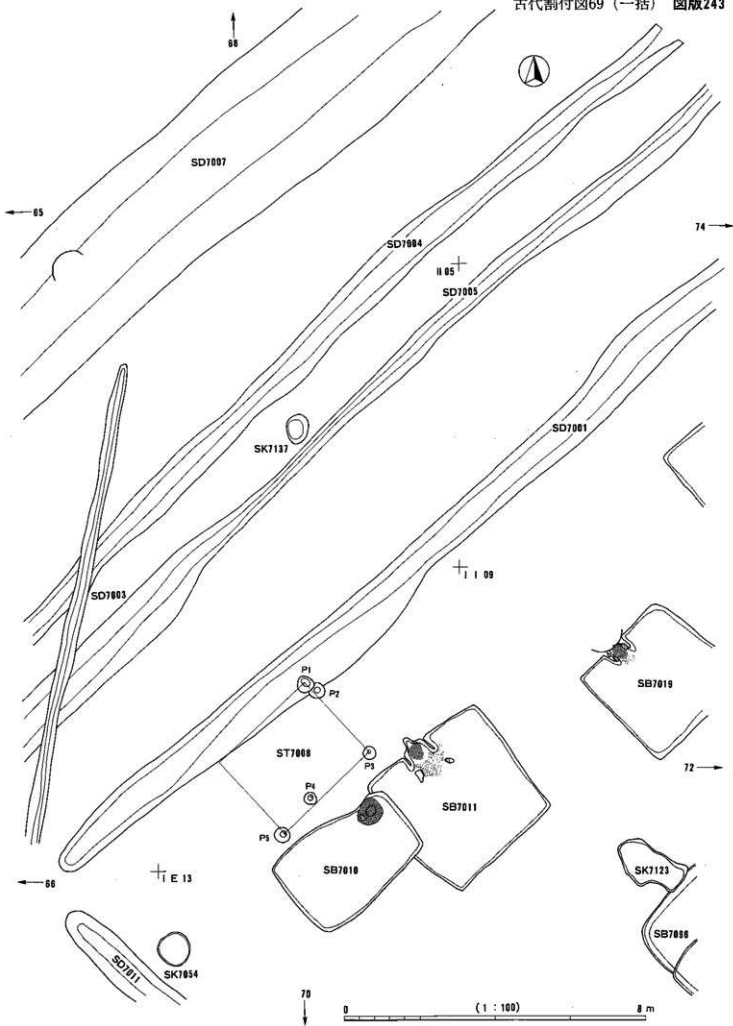 古代割付図69（一括） 図版243
68
SD7007
65
74
SD7004
II 05
SD7005
SK7137
SD7001
I I 09
SD7003
P1
P2
SB7019
ST7008
P3
72
P4
SB7011
P5
SB7010
SK7123
66
I E 13
SB7096
SD7011
SK7054
70
0
(1 : 100)
8 m